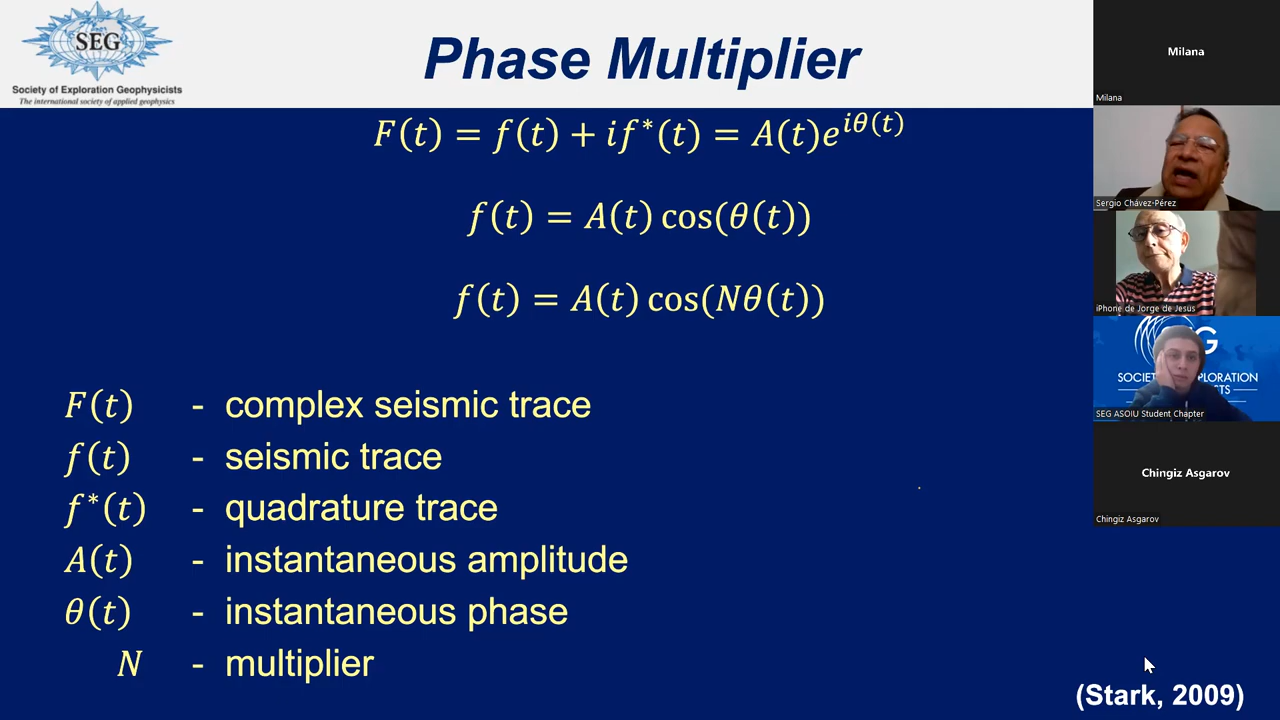 SEG
Society of Exploration Geophysicists
The international society of applied geophysics
Phase Multiplier
F(t) = f(t) + if*(t) = A(t)e^{iθ(t)}
f(t) = A(t) cos(θ(t))
f(t) = A(t) cos(Nθ(t))
F(t) - complex seismic trace
f(t) - seismic trace
f*(t) - quadrature trace
A(t) - instantaneous amplitude
θ(t) - instantaneous phase
N - multiplier
(Stark, 2009)
Milana
Milana
Sergio Chávez-Pérez
iPhone de Jorge de Jesús
SEG ASOIU Student Chapter
Chingiz Asgarov
Chingiz Asgarov